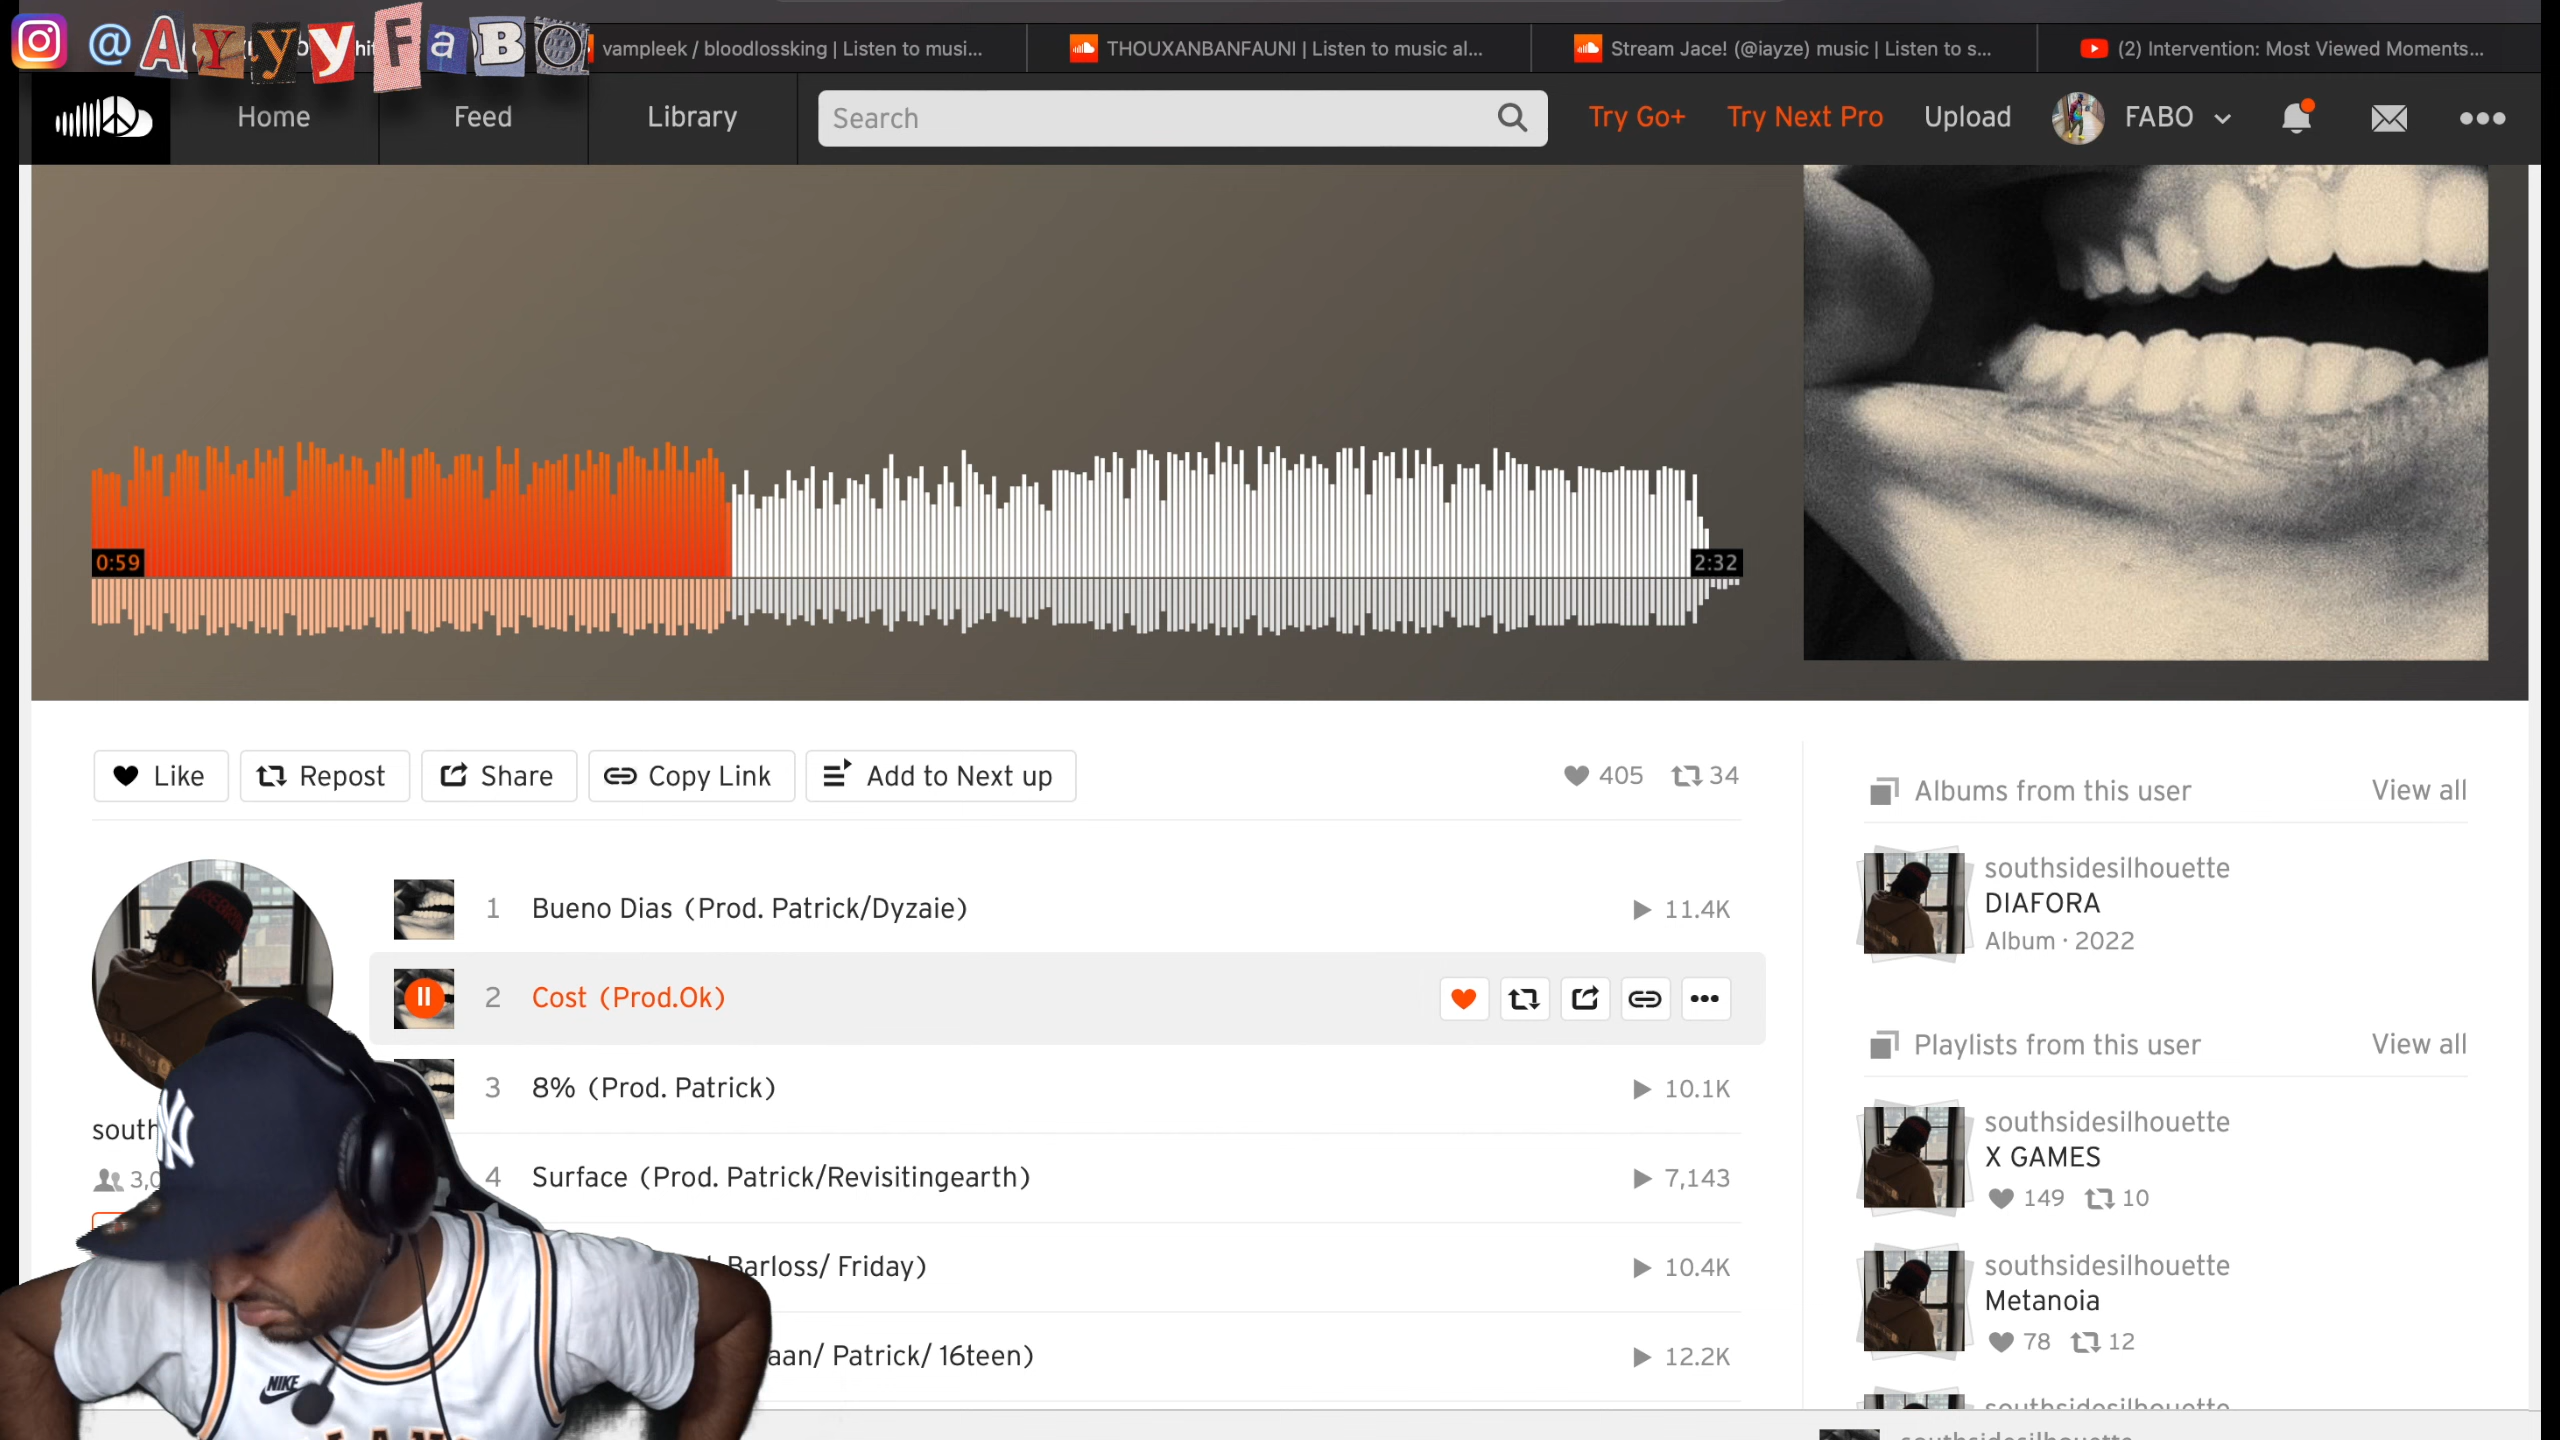 @AYyyFaBO
vampleek / bloodlossking | Listen to musi...
THOUXANBANFAUNI | Listen to music al...
Stream Jace! (@iayze) music | Listen to s...
(2) Intervention: Most Viewed Moments...
Home
Feed
Library
Search
Try Go+
Try Next Pro
Upload
FABO
0:59
2:32
Like
Repost
Share
Copy Link
Add to Next up
405
34
1 Bueno Dias (Prod. Patrick/Dyzaie) 11.4K
2 Cost (Prod.Ok)
3 8% (Prod. Patrick) 10.1K
4 Surface (Prod. Patrick/Revisitingearth) 7,143
Barloss/ Friday) 10.4K
Patrick/ 16teen) 12.2K
Albums from this user View all
southsidesilhouette
DIAFORA
Album · 2022
Playlists from this user View all
southsidesilhouette
X GAMES
149 10
southsidesilhouette
Metanoia
78 12
southsidesilhouette
NY
NIKE